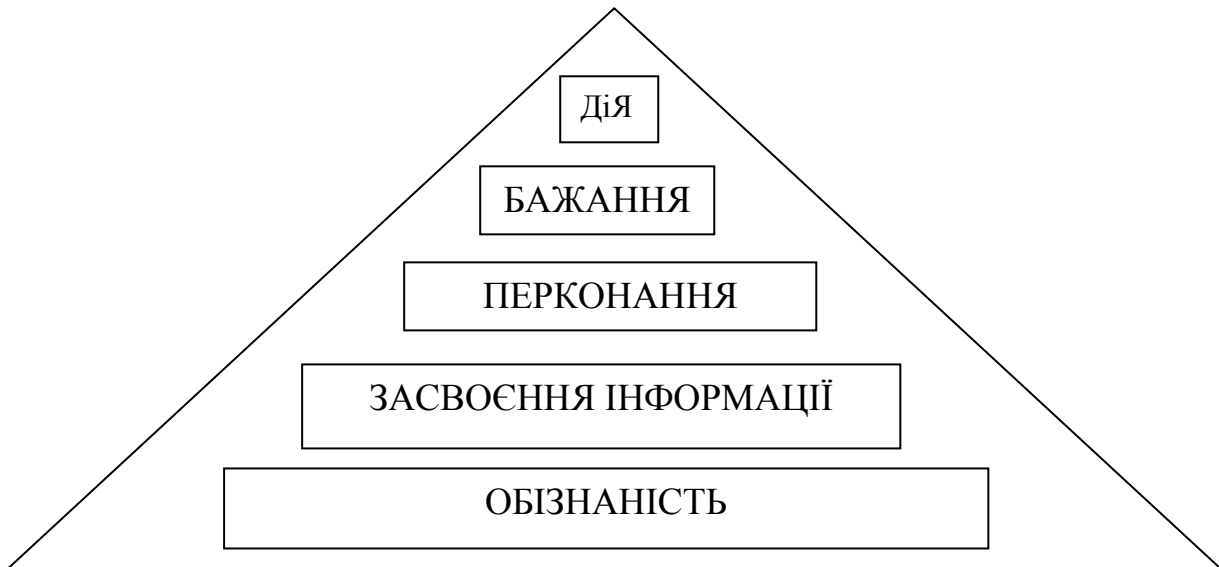 ДіЯ
БАЖАННЯ
ПЕРКОНАННЯ
ЗАСВОЄННЯ ІНФОРМАЦІЇ
ОБІЗНАНІСТЬ